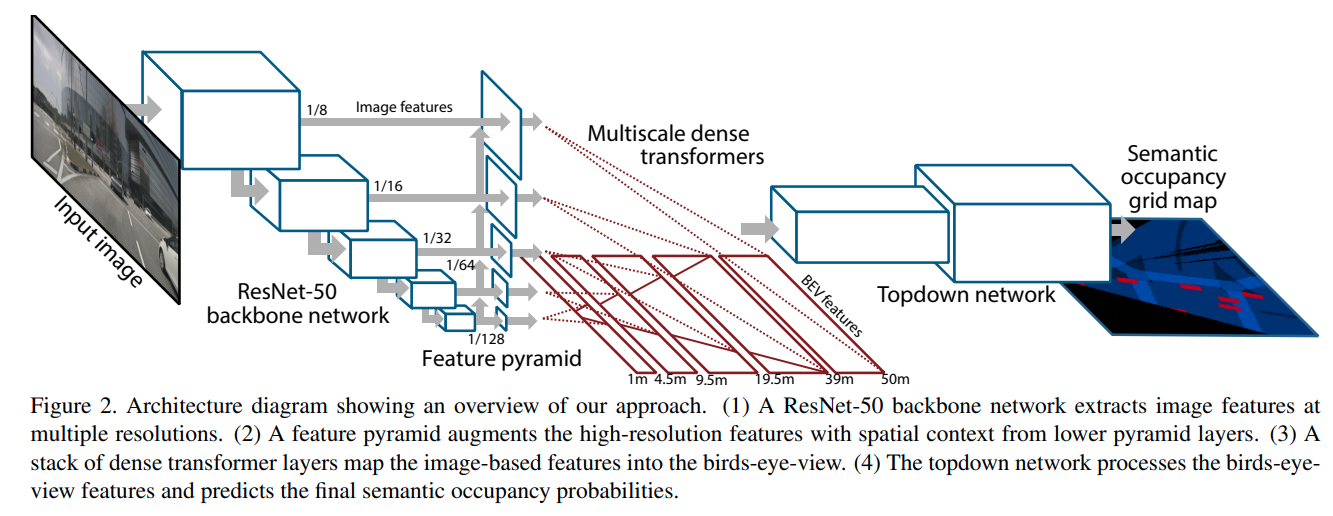 Input image
1/8
Image features
1/16
1/32
1/64
1/128
ResNet-50
backbone network
Feature pyramid
Multiscale dense
transformers
BEV features
1m 4.5m 9.5m 19.5m 39m 50m
Topdown network
Semantic
occupancy
grid map
Figure 2. Architecture diagram showing an overview of our approach. (1) A ResNet-50 backbone network extracts image features at
multiple resolutions. (2) A feature pyramid augments the high-resolution features with spatial context from lower pyramid layers. (3) A
stack of dense transformer layers map the image-based features into the birds-eye-view. (4) The topdown network processes the birds-eye-
view features and predicts the final semantic occupancy probabilities.